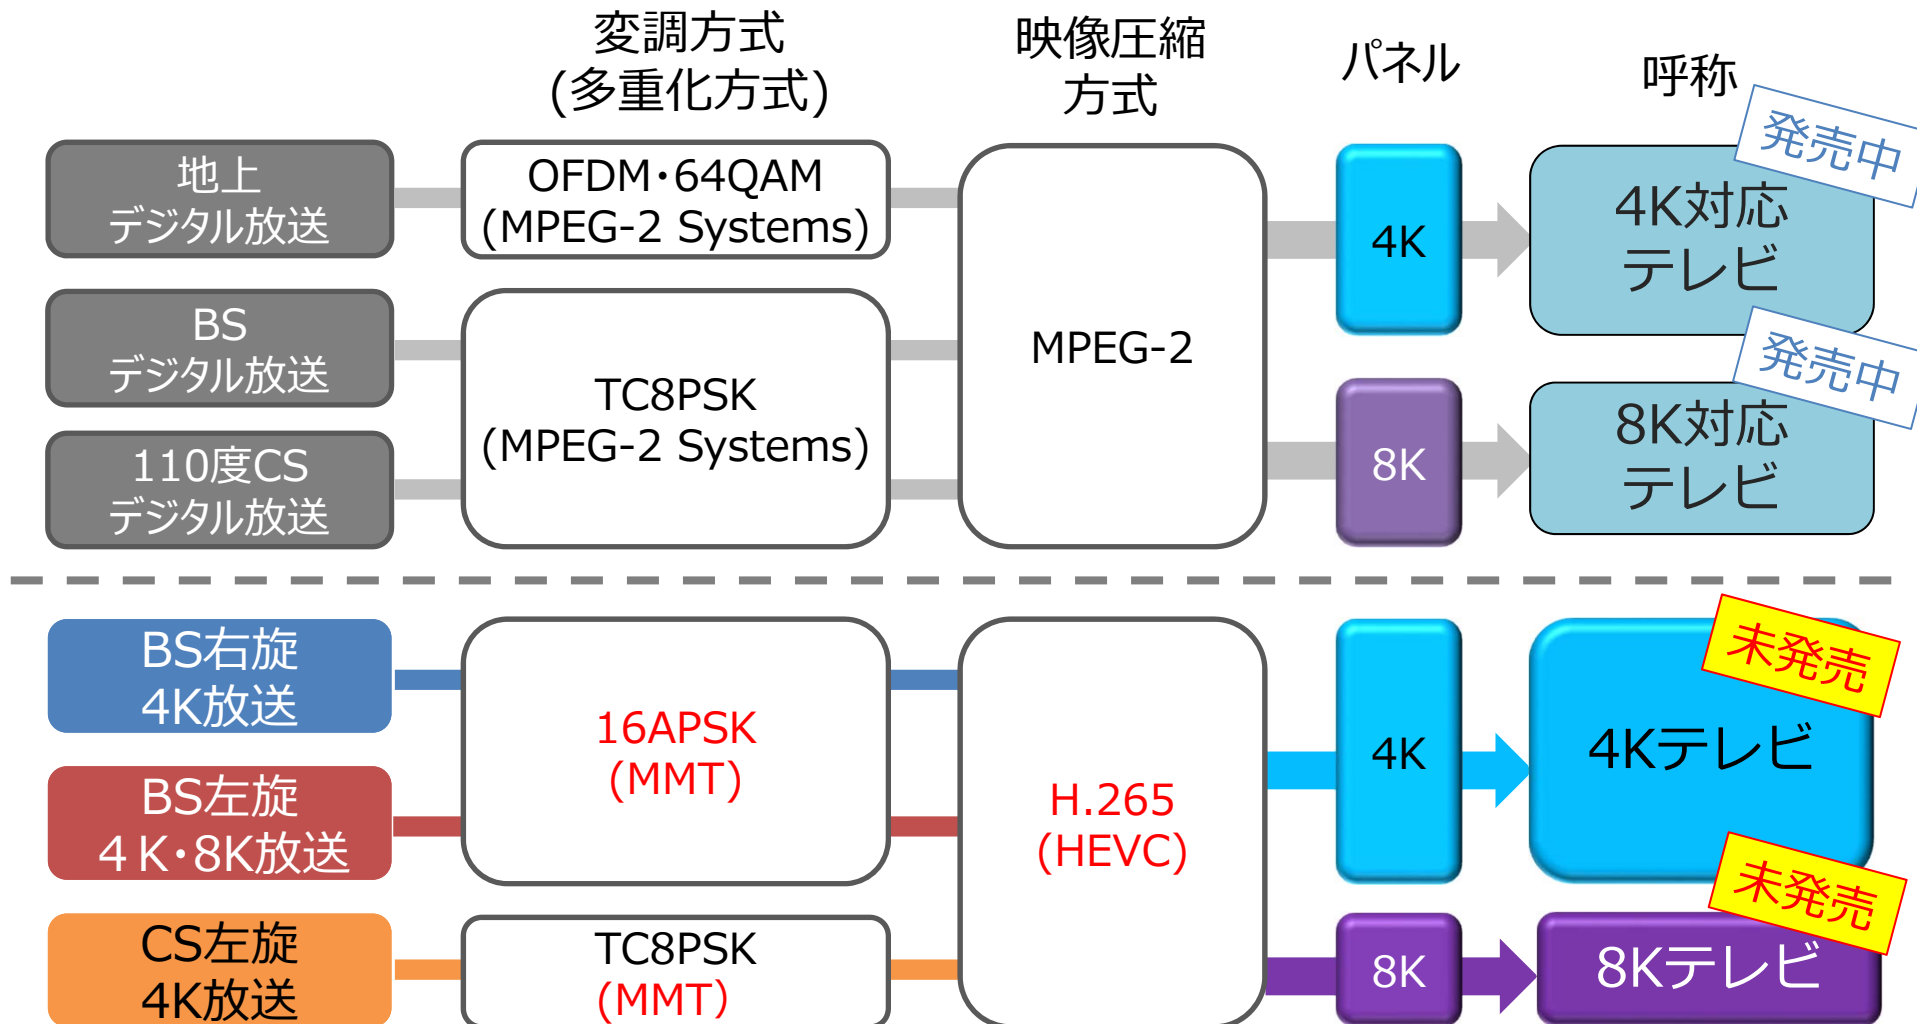 変調方式
(多重化方式)
映像圧縮
方式
パネル
呼称
地上
デジタル放送
OFDM・64QAM
(MPEG-2 Systems)
BS
デジタル放送
110度CS
デジタル放送
TC8PSK
(MPEG-2 Systems)
MPEG-2
4K
4K対応
テレビ
発売中
8K
8K対応
テレビ
発売中
BS右旋
4K放送
BS左旋
４K・8K放送
16APSK
(MMT)
CS左旋
4K放送
TC8PSK
(MMT)
H.265
(HEVC)
4K
4Kテレビ
未発売
8K
8Kテレビ
未発売